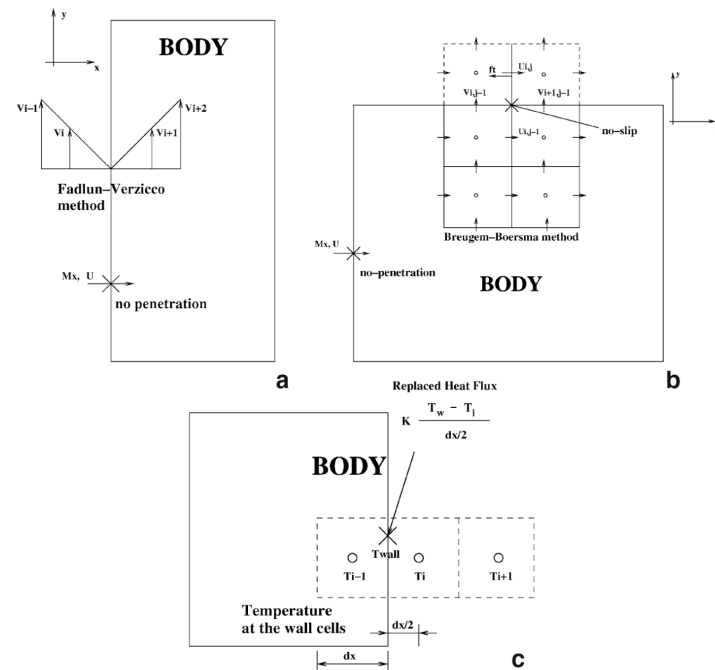 y
x
BODY
Vi−1
Vi
Vi+1
Vi+2
Fadlun−Verzicco
method
Mx, U
no penetration
a
ft
Ui,j
Vi,j−1
Vi+1,j−1
y
Ui,j−1
no−slip
Breugem−Boersma method
Mx, U
no−penetration
BODY
b
Replaced Heat Flux
K T_w − T_i
dx/2
BODY
Twall
Ti−1
Ti
Ti+1
Temperature
at the wall cells
dx/2
dx
c